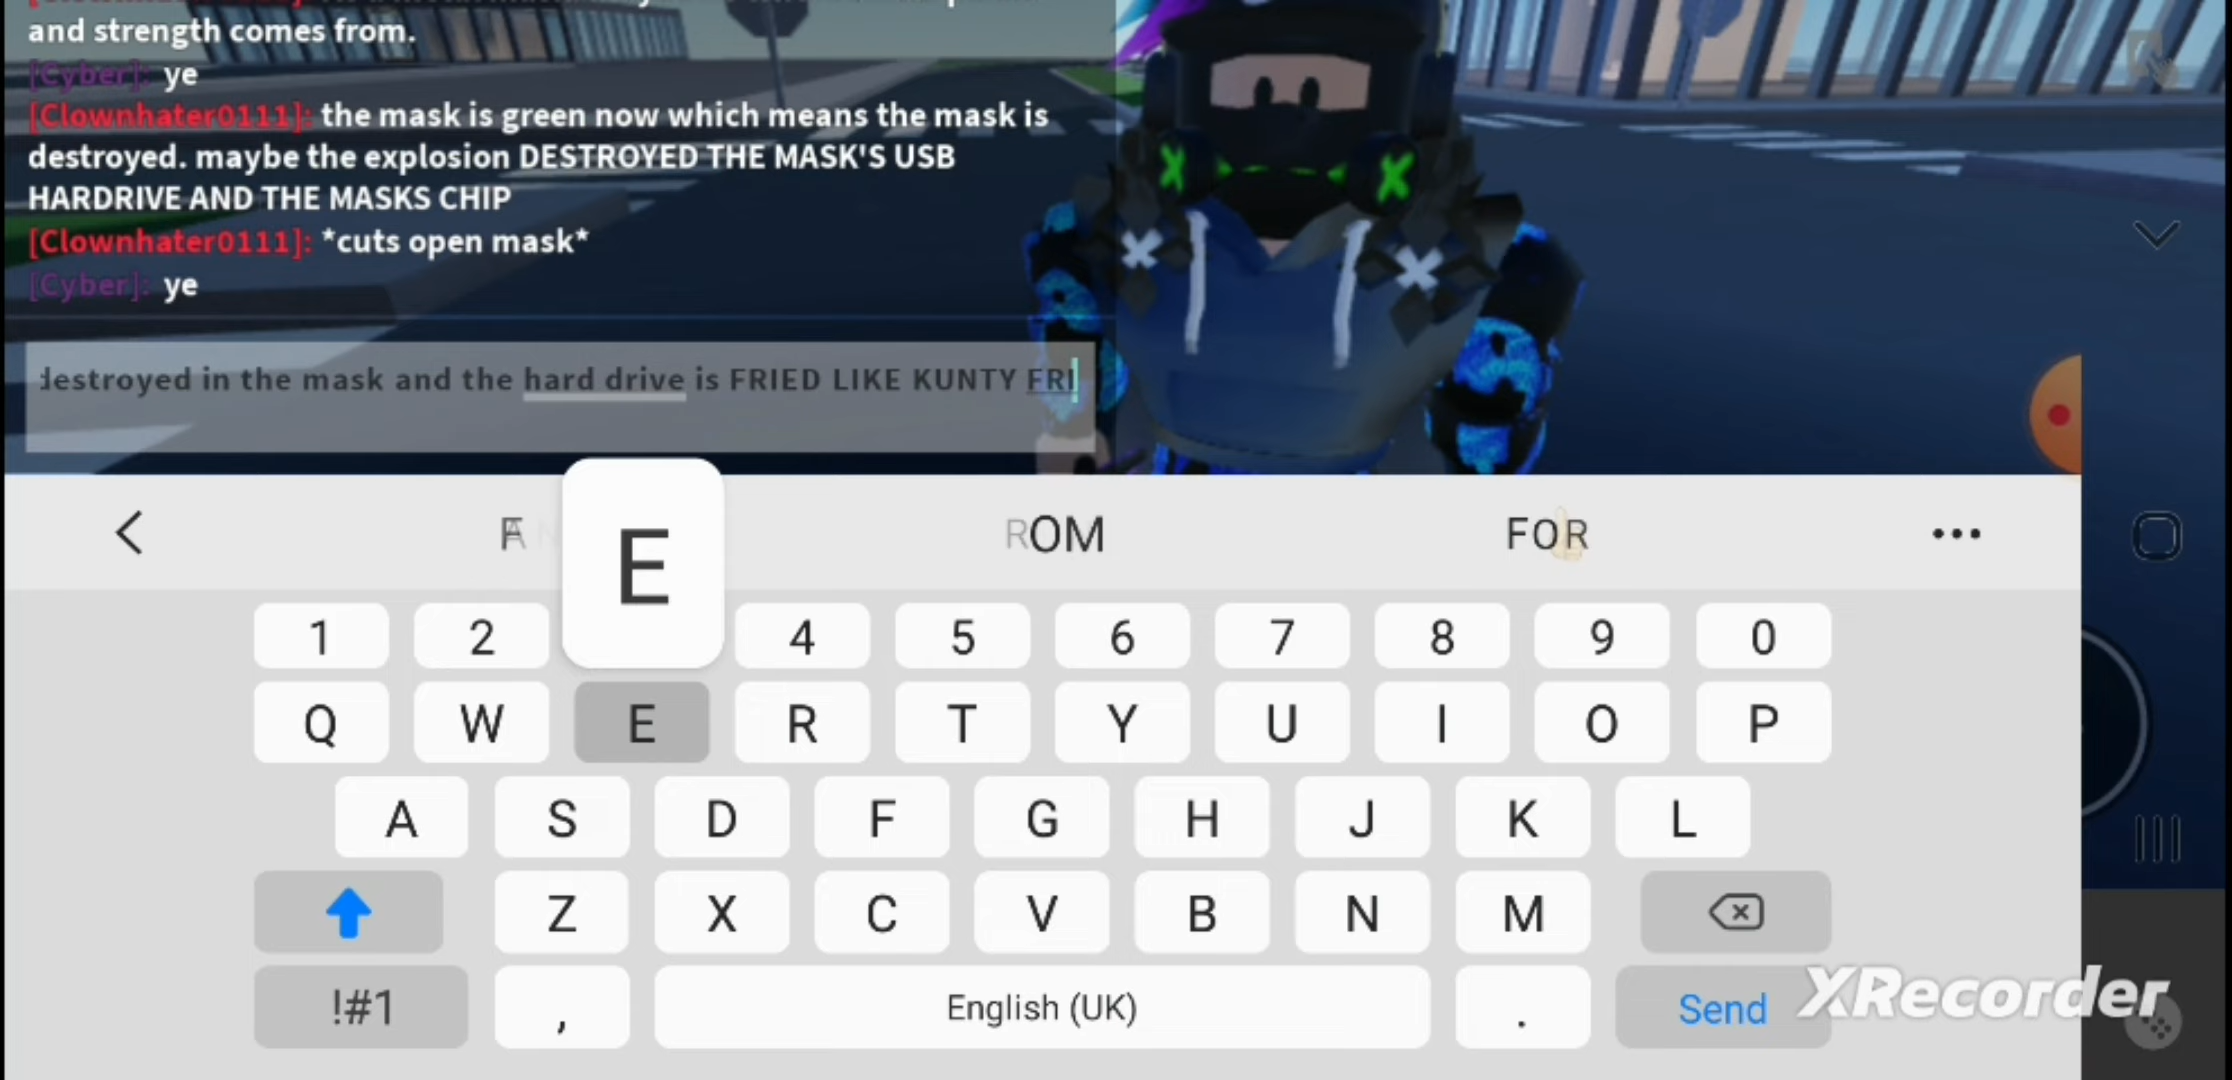 and strength comes from.
[Cyber]: ye
[Clownhater0111]: the mask is green now which means the mask is
destroyed. maybe the explosion DESTROYED THE MASK'S USB
HARDRIVE AND THE MASKS CHIP
[Clownhater0111]: *cuts open mask*
[Cyber]: ye
destroyed in the mask and the hard drive is FRIED LIKE KUNTY FRI
E
FOR
1 2 4 5 6 7 8 9 0
Q W E R T Y U I O P
A S D F G H J K L
Z X C V B N M
!#1 , English (UK) . Send
XRecorder